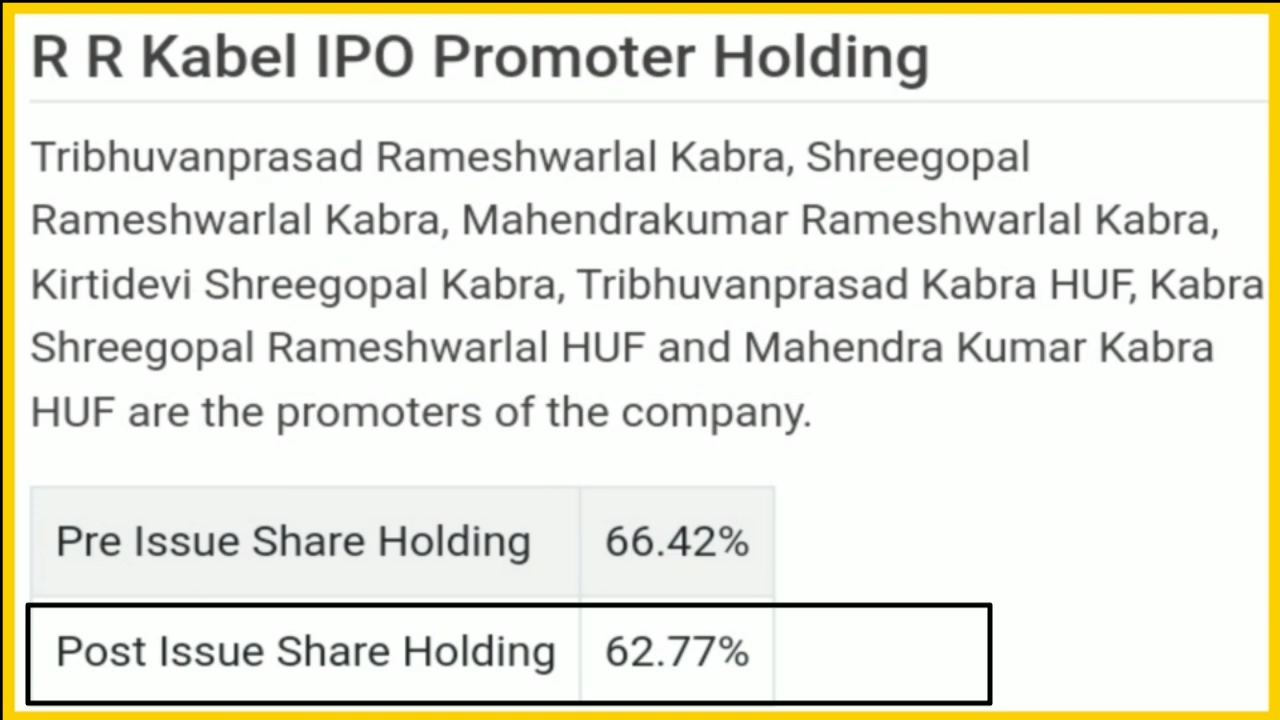 R R Kabel IPO Promoter Holding
Tribhuvanprasad Rameshwarlal Kabra, Shreegopal
Rameshwarlal Kabra, Mahendrakumar Rameshwarlal Kabra,
Kirtidevi Shreegopal Kabra, Tribhuvanprasad Kabra HUF, Kabra
Shreegopal Rameshwarlal HUF and Mahendra Kumar Kabra
HUF are the promoters of the company.
Pre Issue Share Holding 66.42%
Post Issue Share Holding 62.77%